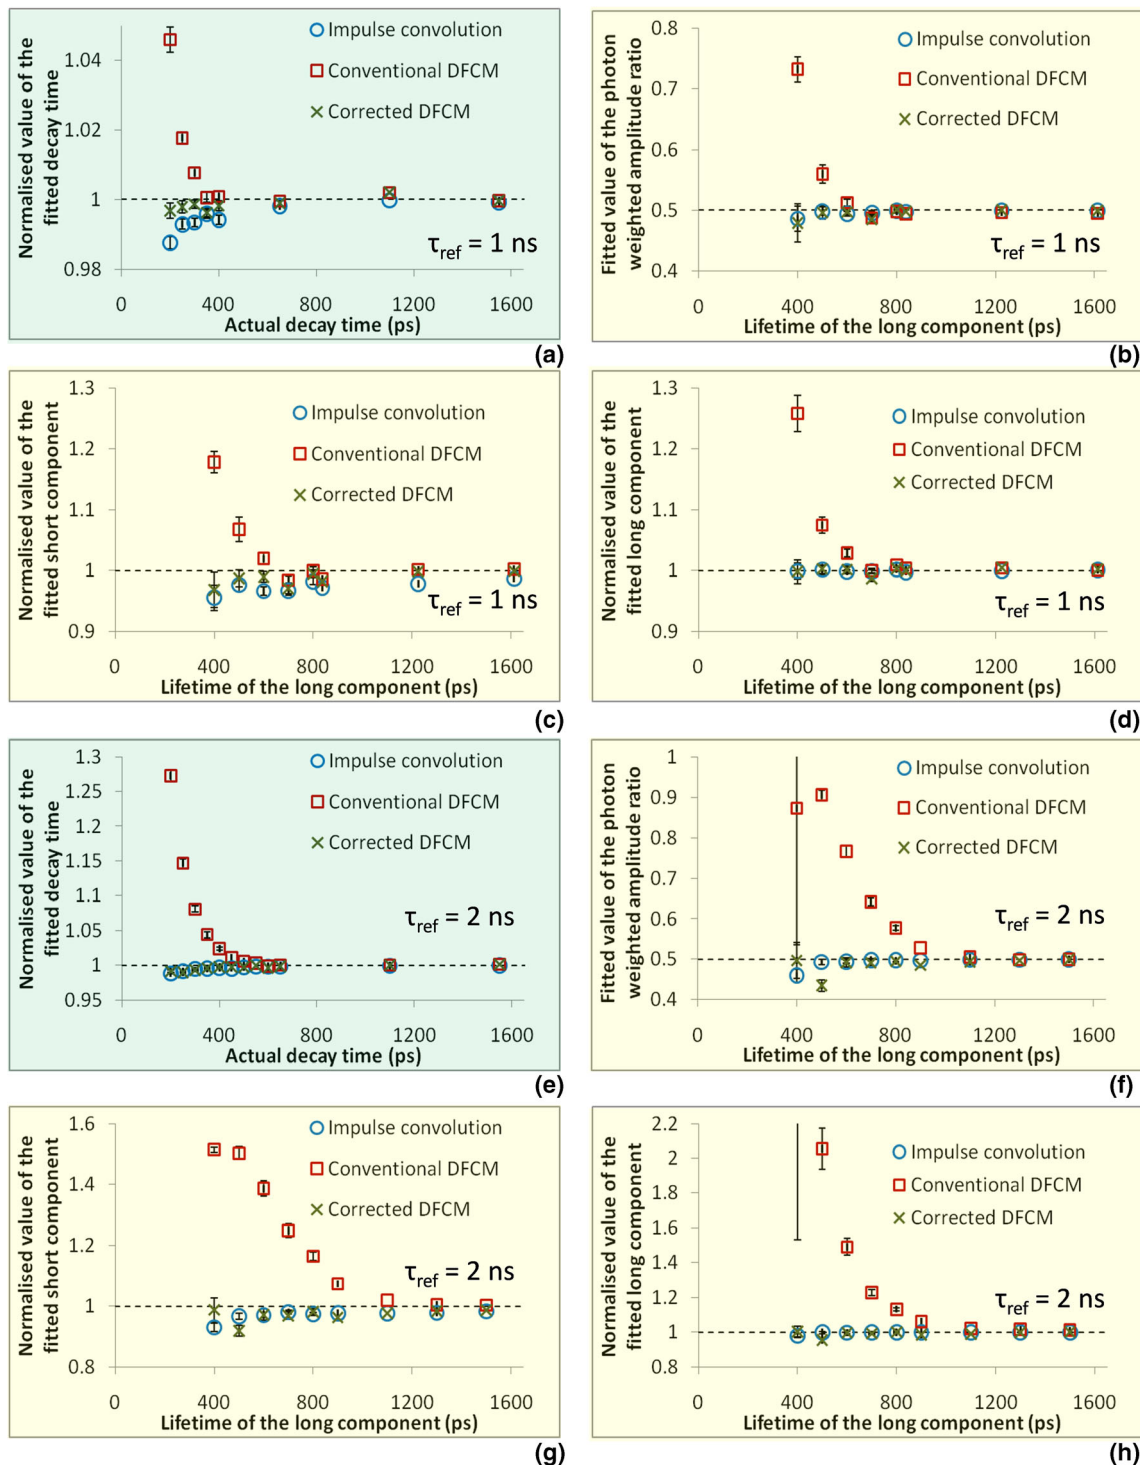 Normalised value of the
fitted decay time
1.04
1.02
1
0.98
0 400 800 1200 1600
Actual decay time (ps)
Impulse convolution
Conventional DFCM
Corrected DFCM
τref = 1 ns
(a)
Fitted value of the photon
weighted amplitude ratio
0.8
0.7
0.6
0.5
0.4
0 400 800 1200 1600
Lifetime of the long component (ps)
Impulse convolution
Conventional DFCM
Corrected DFCM
τref = 1 ns
(b)
Normalised value of the
fitted short component
1.3
1.2
1.1
1
0.9
0 400 800 1200 1600
Lifetime of the long component (ps)
Impulse convolution
Conventional DFCM
Corrected DFCM
τref = 1 ns
(c)
Normalised value of the
fitted long component
1.3
1.2
1.1
1
0.9
0 400 800 1200 1600
Lifetime of the long component (ps)
Impulse convolution
Conventional DFCM
Corrected DFCM
τref = 1 ns
(d)
Normalised value of the
fitted decay time
1.3
1.25
1.2
1.15
1.1
1.05
1
0.95
0 400 800 1200 1600
Actual decay time (ps)
Impulse convolution
Conventional DFCM
Corrected DFCM
τref = 2 ns
(e)
Fitted value of the photon
weighted amplitude ratio
1
0.9
0.8
0.7
0.6
0.5
0.4
0 400 800 1200 1600
Lifetime of the long component (ps)
Impulse convolution
Conventional DFCM
Corrected DFCM
τref = 2 ns
(f)
Normalised value of the
fitted short component
1.6
1.4
1.2
1
0.8
0 400 800 1200 1600
Lifetime of the long component (ps)
Impulse convolution
Conventional DFCM
Corrected DFCM
τref = 2 ns
(g)
Normalised value of the
fitted long component
2.2
2
1.8
1.6
1.4
1.2
1
0.8
0 400 800 1200 1600
Lifetime of the long component (ps)
Impulse convolution
Conventional DFCM
Corrected DFCM
τref = 2 ns
(h)